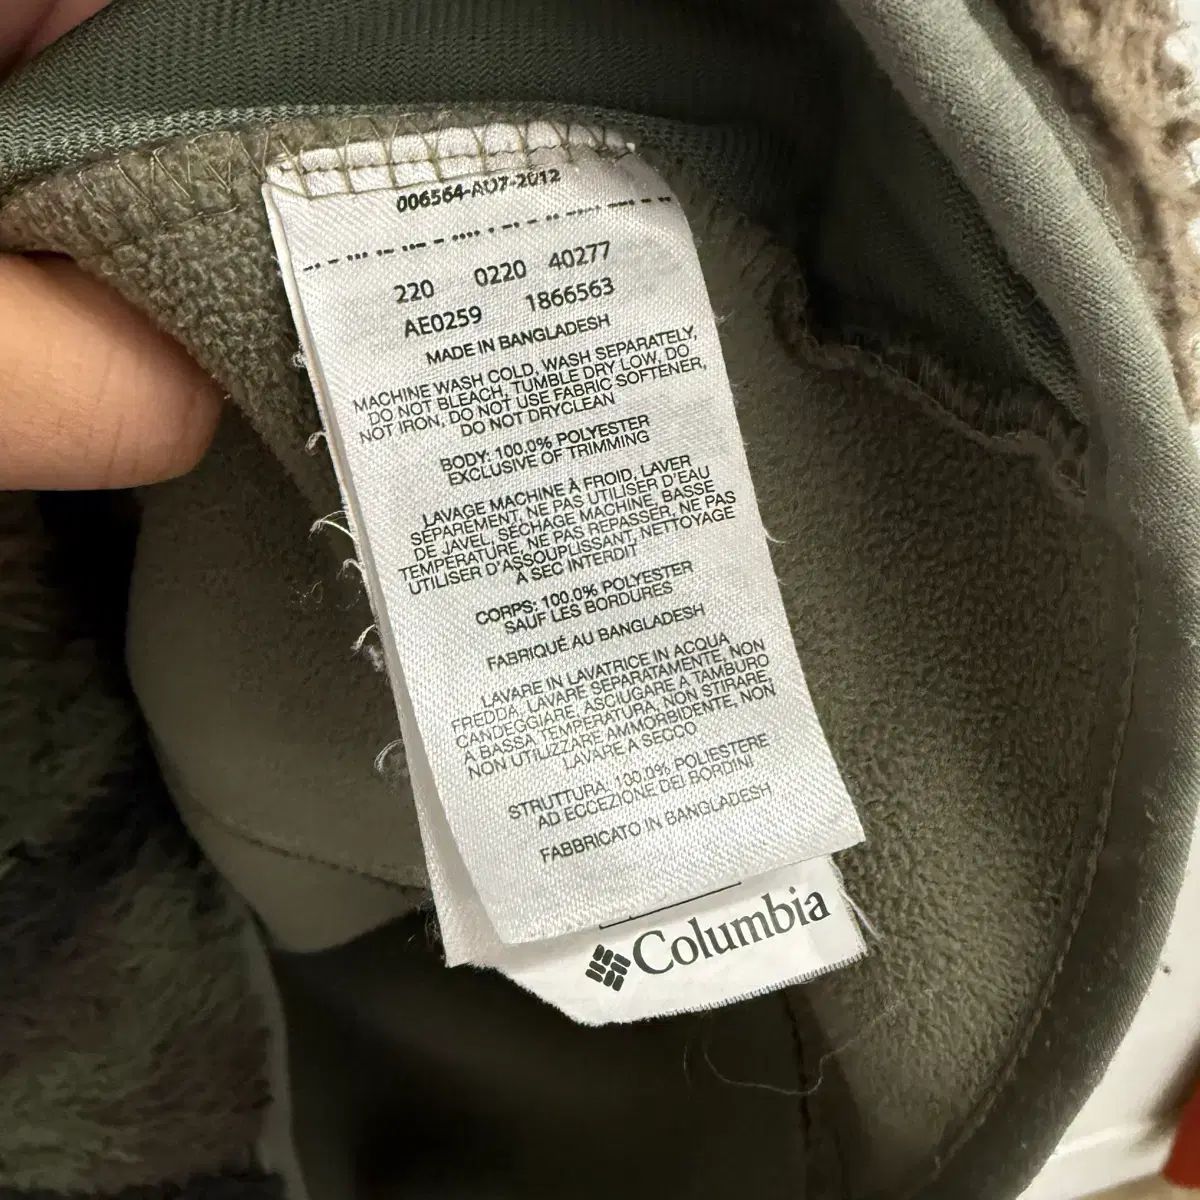 006564-A07-2012
220 0220 40277
AE0259 1866563
MADE IN BANGLADESH
MACHINE WASH COLD, WASH SEPARATELY,
DO NOT BLEACH, TUMBLE DRY LOW, DO
NOT IRON, DO NOT USE FABRIC SOFTENER,
DO NOT DRYCLEAN
BODY: 100.0% POLYESTER
EXCLUSIVE OF TRIMMING
LAVAGE MACHINE À FROID, LAVER
SEPARÉMENT, NE PAS UTILISER D'EAU
DE JAVEL, SÉCHAGE MACHINE, BASSE
TEMPÉRATURE, NE PAS REPASSER, NE PAS
UTILISER D'ASSOUPLISSANT, NETTOYAGE
À SEC INTERDIT
CORPS: 100.0% POLYESTER
SAUF LES BORDURES
FABRIQUÉ AU BANGLADESH
LAVARE IN LAVATRICE IN ACQUA
FREDDA, LAVARE SEPARATAMENTE, NON
CANDEGGIARE, ASCIUGARE A TAMBURO
A BASSA TEMPERATURA, NON STIRARE,
NON UTILIZZARE AMMORBIDENTE, NON
LAVARE A SECCO
STRUTTURA: 100.0% POLIESTERE
AD ECCEZIONE DEI BORDINI
FABBRICATO IN BANGLADESH
Columbia